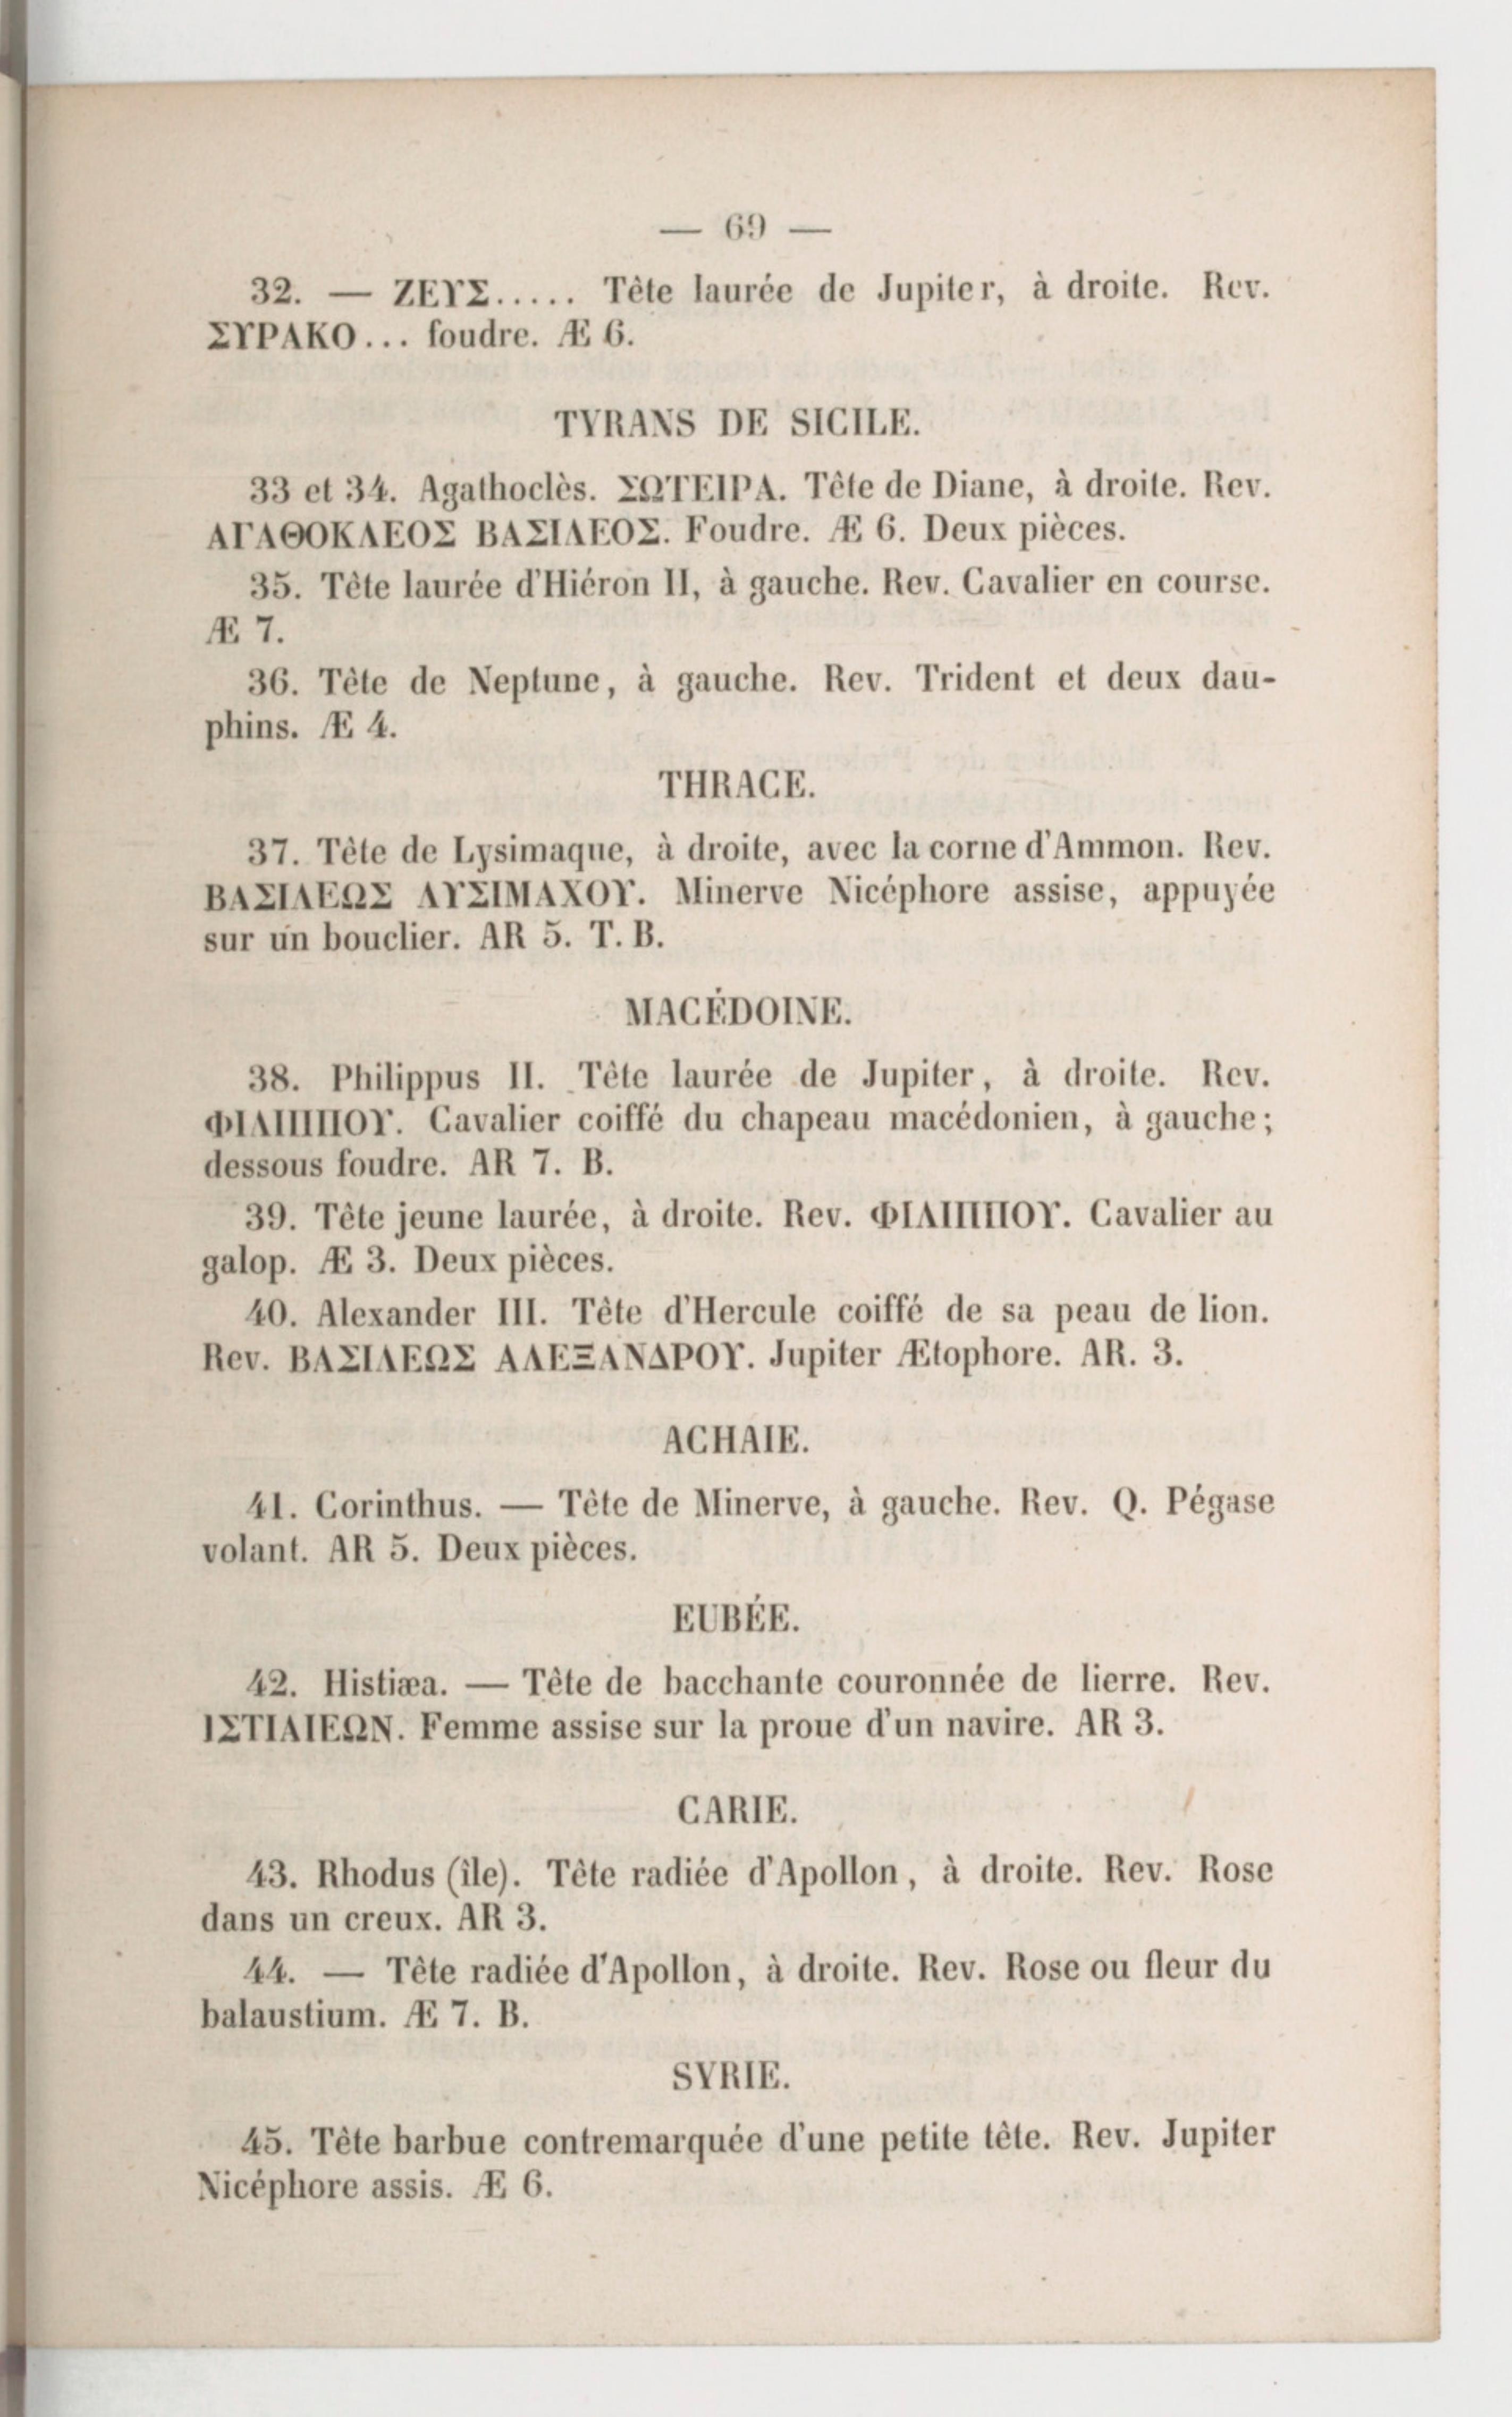 — 69 —
32. — ΖΕΥΣ..... Tête laurée de Jupiter, à droite. Rev.
ΣΥΡΑΚΟ... foudre. Æ 6.
TYRANS DE SICILE.
33 et 34. Agathoclès. ΣΩΤΕΙΡΑ. Tête de Diane, à droite. Rev.
ΑΓΑΘΟΚΛΕΟΣ ΒΑΣΙΛΕΟΣ. Foudre. Æ 6. Deux pièces.
35. Tête laurée d'Hiéron II, à gauche. Rev. Cavalier en course.
Æ 7.
36. Tête de Neptune, à gauche. Rev. Trident et deux dau-
phins. Æ 4.
THRACE.
37. Tête de Lysimaque, à droite, avec la corne d'Ammon. Rev.
ΒΑΣΙΛΕΩΣ ΛΥΣΙΜΑΧΟΥ. Minerve Nicéphore assise, appuyée
sur un bouclier. AR 5. T. B.
MACÉDOINE.
38. Philippus II. Tête laurée de Jupiter, à droite. Rev.
ΦΙΛΙΠΠΟΥ. Cavalier coiffé du chapeau macédonien, à gauche;
dessous foudre. AR 7. B.
39. Tête jeune laurée, à droite. Rev. ΦΙΛΙΠΠΟΥ. Cavalier au
galop. Æ 3. Deux pièces.
40. Alexander III. Tête d'Hercule coiffé de sa peau de lion.
Rev. ΒΑΣΙΛΕΩΣ ΑΛΕΞΑΝΔΡΟΥ. Jupiter Ætophore. AR. 3.
ACHAIE.
41. Corinthus. — Tête de Minerve, à gauche. Rev. Q. Pégase
volant. AR 5. Deux pièces.
EUBÉE.
42. Histiæa. — Tête de bacchante couronnée de lierre. Rev.
ΙΣΤΙΑΙΕΩΝ. Femme assise sur la proue d'un navire. AR 3.
CARIE.
43. Rhodus (île). Tête radiée d'Apollon, à droite. Rev. Rose
dans un creux. AR 3.
44. — Tête radiée d'Apollon, à droite. Rev. Rose ou fleur du
balaustium. Æ 7. B.
SYRIE.
45. Tête barbue contremarquée d'une petite tête. Rev. Jupiter
Nicéphore assis. Æ 6.